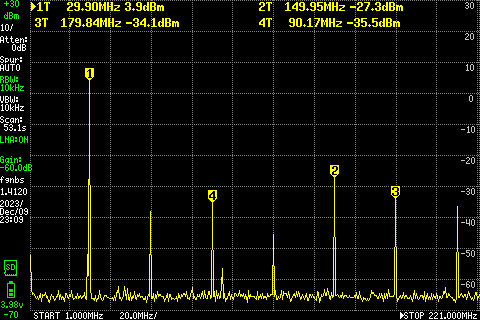 +30
dBm
10/
Atten:
0dB
Spur:
AUTO
RBW:
10kHz
VBW:
10kHz
Scan:
53.1s
LNA:ON
Gain:
-60.0dB
fgnbs
1.4120
2023/
Dec/09
23:09
SD
3.98v
-70
▶1T 29.90MHz 3.9dBm
2T 149.95MHz -27.3dBm
3T 179.84MHz -34.1dBm
4T 90.17MHz -35.5dBm
1
2
3
4
20
10
0
-10
-20
-30
-40
-50
-60
START 1.000MHz 20.0MHz/ ▶STOP 221.000MHz